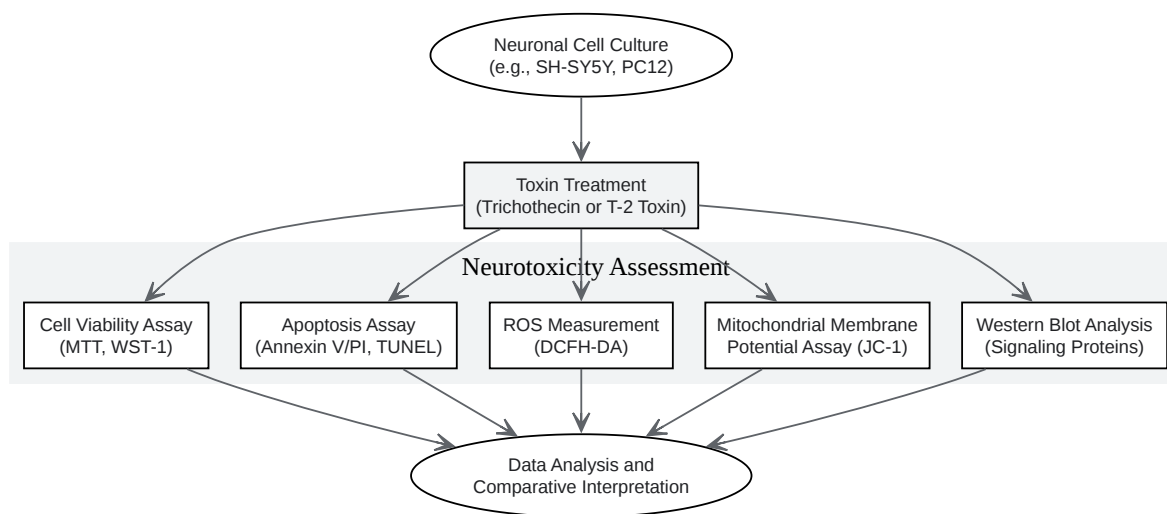 Neuronal Cell Culture
(e.g., SH-SY5Y, PC12)
Toxin Treatment
(Trichothecin or T-2 Toxin)
Neurotoxicity Assessment
Cell Viability Assay
(MTT, WST-1)
Apoptosis Assay
(Annexin V/PI, TUNEL)
ROS Measurement
(DCFH-DA)
Mitochondrial Membrane
Potential Assay (JC-1)
Western Blot Analysis
(Signaling Proteins)
Data Analysis and
Comparative Interpretation